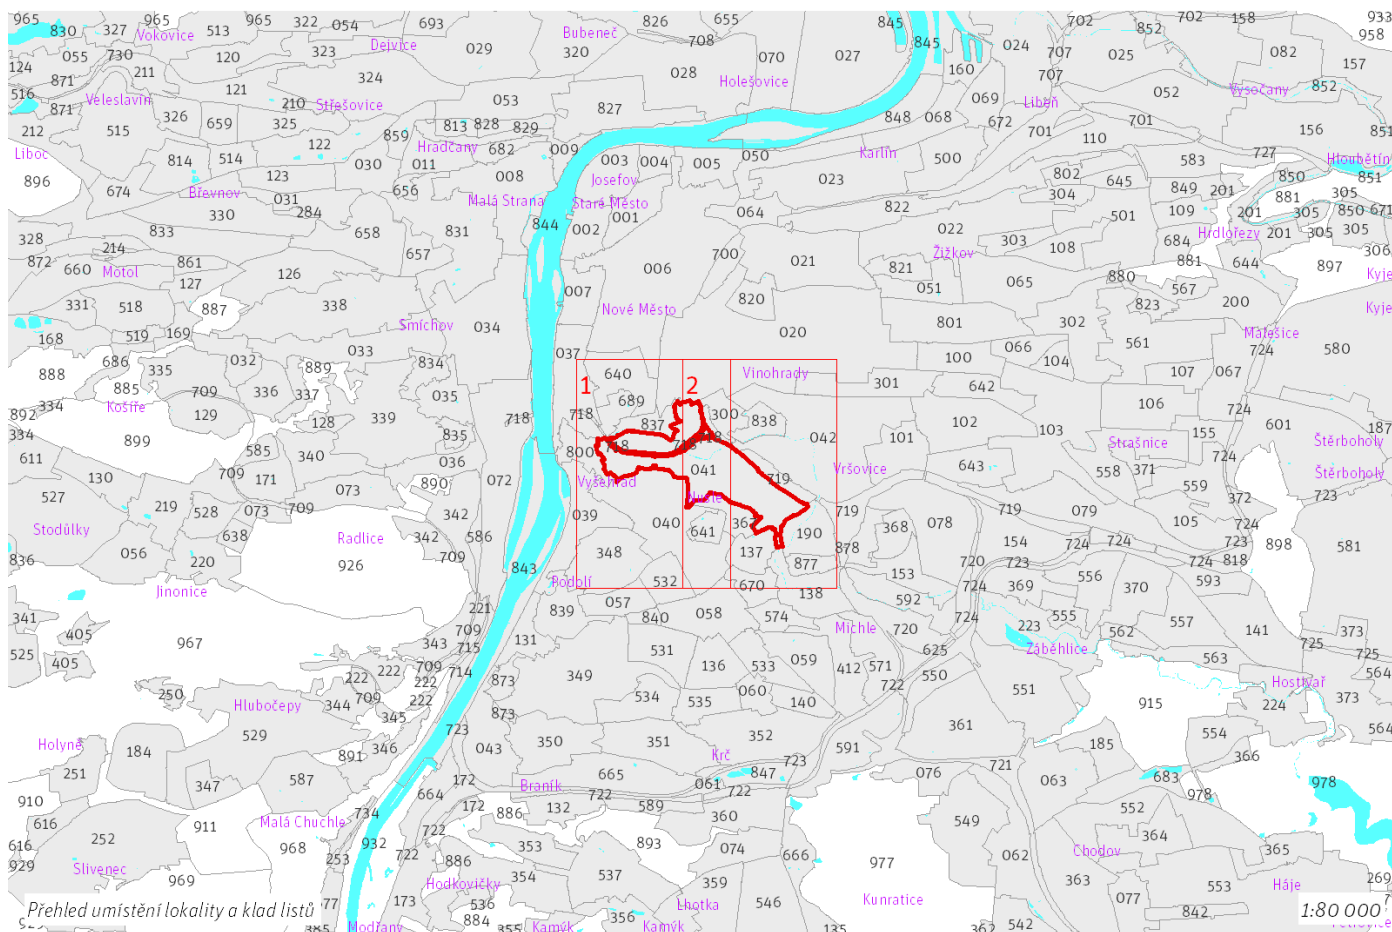 965 830 327 Vokovice 965 513 965 322 054 693 Dejvice 029 Bubeneč 320 826 655 708 845 845 702 852 702 158 933 958
124 055 730 211 120 323 324 028 070 027 024 707 025 082 157
516 871 871 Veleslavín 121 210 Střešovice 053 827 Holešovice 160 707 052 Vysočany 852
212 515 326 659 325 122 859 813 828 829 Hradčany 682 009 848 068 069 672 Libeň 701 701 110 156 851
Liboc 896 814 514 123 030 011 008 003 004 005 050 Karlín 500 583 727 Hloubětín
674 Břevnov 031 656 Malá Strana Josefov Staré Město 023 802 304 645 849 201 850 881 305 851
330 284 844 001 064 822 501 109 201 305 850 671
328 833 658 831 002 022 303 108 684 Hrdlořezy 201 305 305
872 214 660 Motol 861 127 126 657 006 700 021 Žižkov 821 051 065 880 881 644 897 306 Kyje
331 518 887 338 007 820 567 823 200 Kyje
168 519 169 Smíchov 034 Nové Město 020 801 302 561 Malešice 580
888 686 335 032 033 834 037 640 Vinohrady 100 066 104 724 107 067
885 709 336 889 337 035 1 2 301 642
892 334 Košíře 129 128 339 718 718 689 837 300 838 102 106 724 601 187
334 899 835 800 718 718 718 042 101 103 Strašnice 155 Štěrboholy
611 130 585 340 036 Vyšehrad 041 719 Vršovice 643 558 371 724 Štěrboholy
527 219 709 171 073 890 072 Nusle 559 372 723
528 073 709 342 039 040 641 367 190 719 368 078 719 079 105 724
Stodůlky 638 Radlice 342 586 348 137 878 154 724 724 723 898 581
836 056 220 926 709 843 877 720 723 724 818
Jinonice Podolí 532 670 153 724 369 556 370 593
341 221 839 057 138 592
405 967 709 131 840 058 574 Michle 720 724 223 555 562 557 141 373
525 405 343 715 531 625 Záběhlice 725 725
222 222 709 714 873 349 136 533 059 412 571 550 563 564
250 344 709 222 222 534 535 060 722 551 Hostivař 224 373
Hlubočepy 345 873 140 915
529 723 361 554 564
Holyně 184 346 043 350 351 352 591 185 366
891 Krč 723 721
251 347 587 172 665 847 076 063 683 978
910 664 Braník 722 061 722 978
616 911 734 172 886 132 589 360 549 552
252 Malá Chuchle 932 722 364
616 968 353 893 074 Chodov 365
929 Slivenec 253 722 886 666 977 062
969 354 537 359 363 553 Háje 269
Hodkovičky 536 Lhotka 546 Kunratice 077
Přehled umístění lokality a klad listů 173 884 356 842 1:80 000
Modřany 355 Kamýk Kamýk 135 362 542